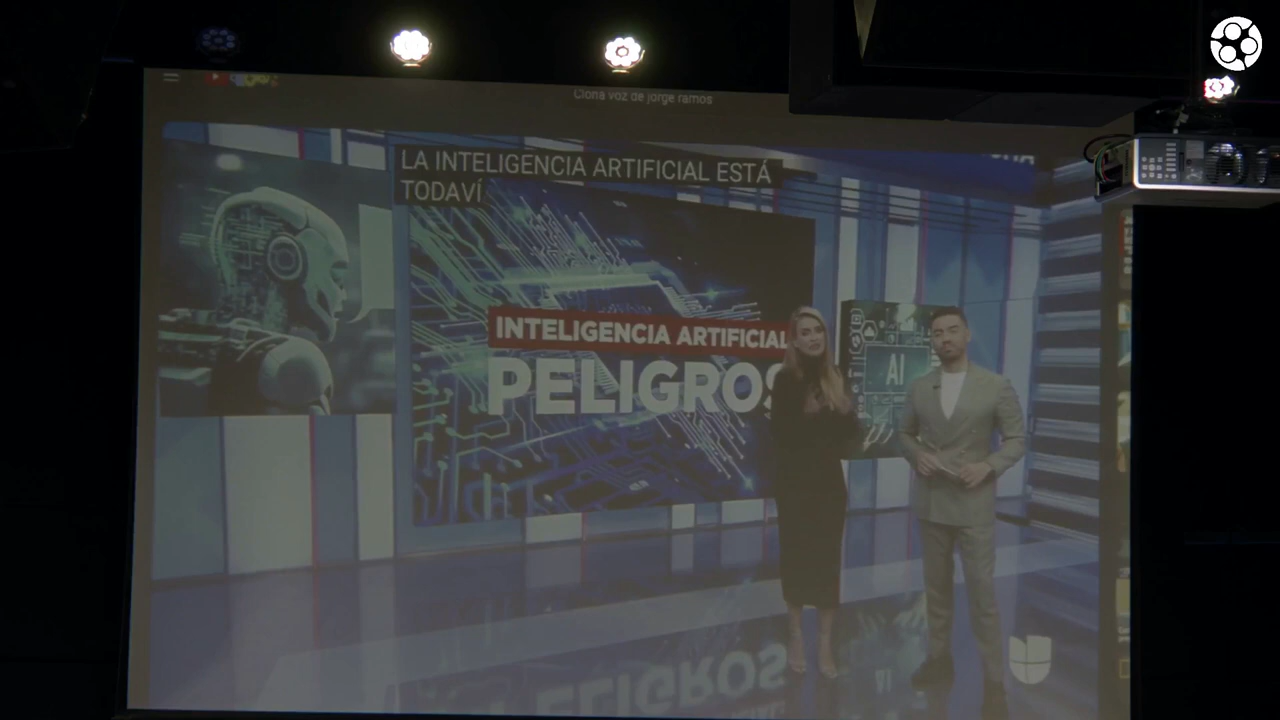 Clona voz de jorge ramos
LA INTELIGENCIA ARTIFICIAL ESTÁ
TODAVÍ
INTELIGENCIA ARTIFICIAL
PELIGROS
AI